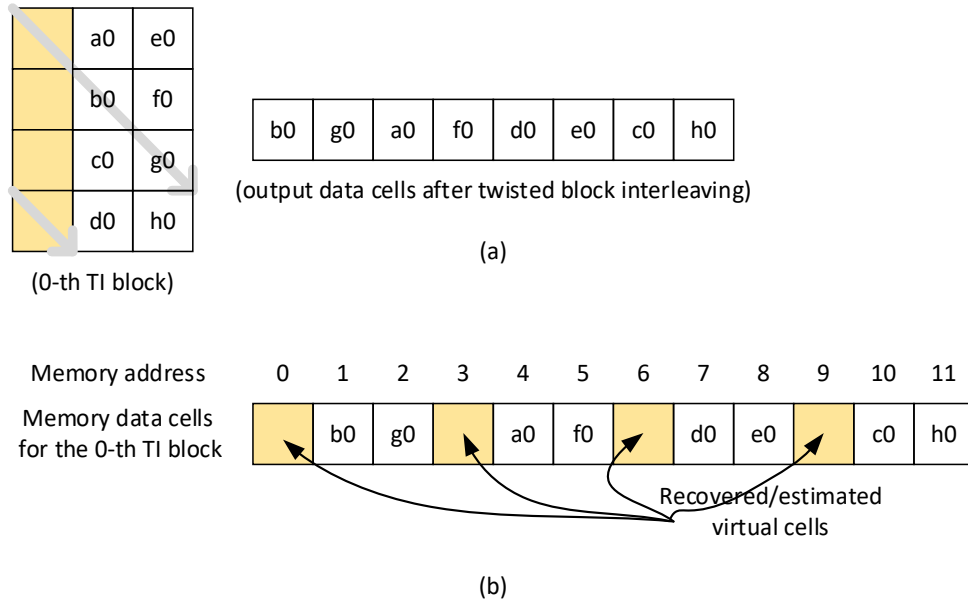 a0 e0
b0 f0
c0 g0
d0 h0
(0-th TI block)
b0 g0 a0 f0 d0 e0 c0 h0
(output data cells after twisted block interleaving)
(a)
Memory address 0 1 2 3 4 5 6 7 8 9 10 11
Memory data cells
for the 0-th TI block
b0 g0 a0 f0 d0 e0 c0 h0
Recovered/estimated
virtual cells
(b)